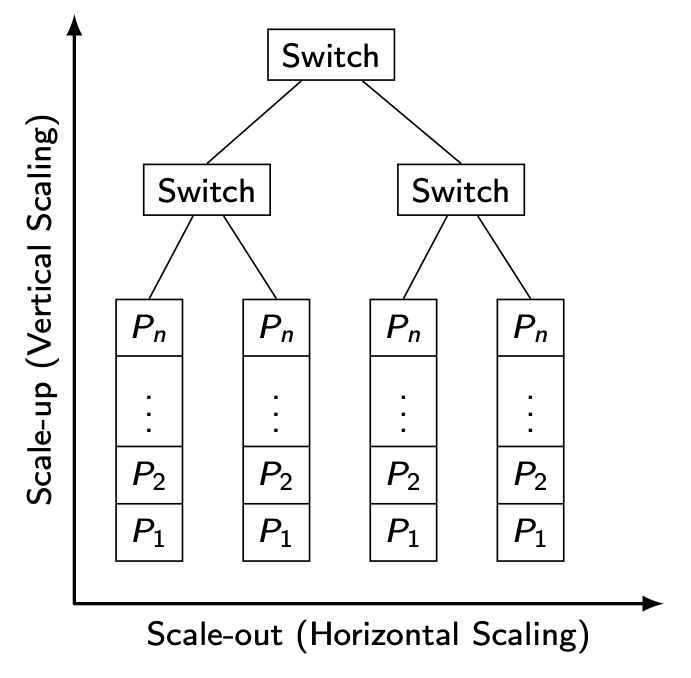 Switch
Switch Switch
Pₙ Pₙ Pₙ Pₙ
⋮ ⋮ ⋮ ⋮
P₂ P₂ P₂ P₂
P₁ P₁ P₁ P₁
Scale-up (Vertical Scaling)
Scale-out (Horizontal Scaling)